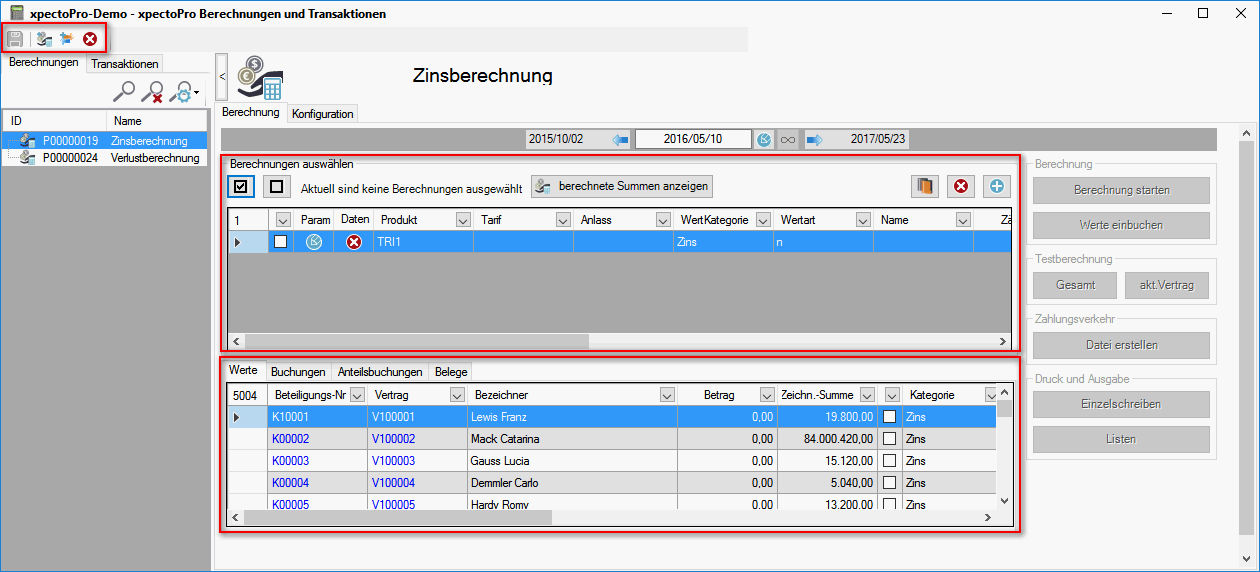 xpectoPro-Demo - xpectoPro Berechnungen und Transaktionen
Berechnungen Transaktionen
ID Name
P00000019 Zinsberechnung
P00000024 Verlustberechnung
<
Zinsberechnung
Berechnung Konfiguration
2015/10/02 2016/05/10 2017/05/23
Berechnungen auswählen
Aktuell sind keine Berechnungen ausgewählt berechnete Summen anzeigen
1 Param Daten Produkt Tarif Anlass WertKategorie Wertart Name Zä
TRI1 Zins n
Werte Buchungen Anteilsbuchungen Belege
5004 Beteiligungs-Nr Vertrag Bezeichner Betrag Zeichn.-Summe Kategorie
K10001 V100001 Lewis Franz 0,00 19.800,00 Zins
K00002 V100002 Mack Catarina 0,00 84.000.420,00 Zins
K00003 V100003 Gauss Lucia 0,00 15.120,00 Zins
K00004 V100004 Demmler Carlo 0,00 5.040,00 Zins
K00005 V100005 Hardy Romy 0,00 13.200,00 Zins
Berechnung
Berechnung starten
Werte einbuchen
Testberechnung
Gesamt akt.Vertrag
Zahlungsverkehr
Datei erstellen
Druck und Ausgabe
Einzelschreiben
Listen